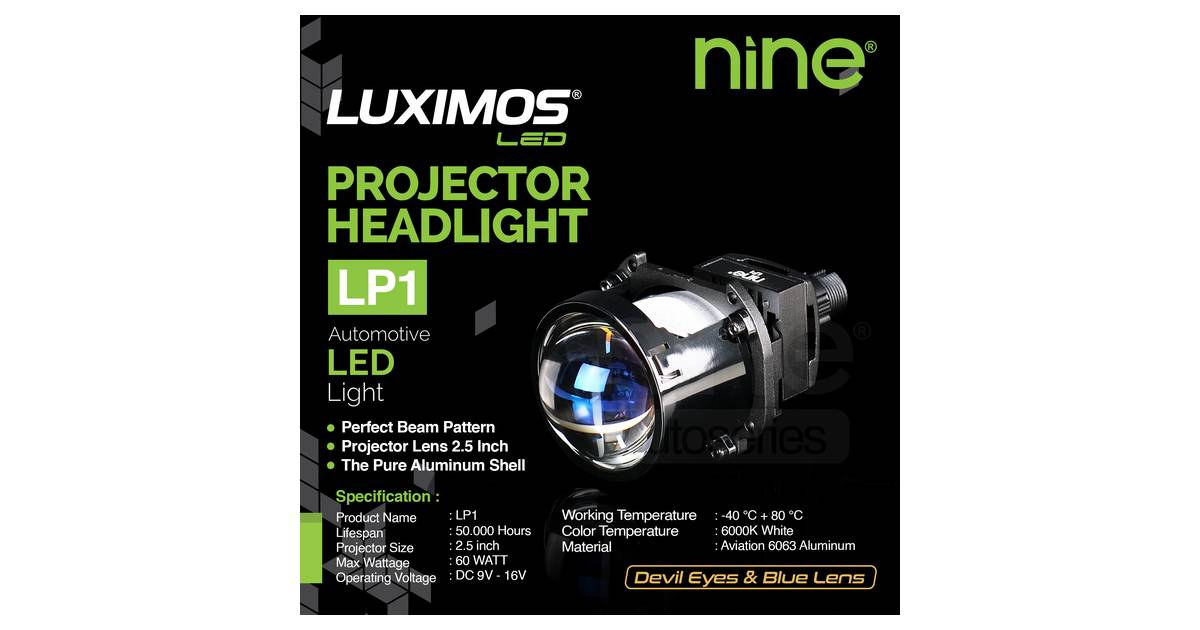 nine®
LUXIMOS®
LED
PROJECTOR
HEADLIGHT
LP1
Automotive
LED
Light
nine®
• Perfect Beam Pattern
• Projector Lens 2.5 Inch
• The Pure Aluminum Shell
autoseries
Specification :
Product Name : LP1
Lifespan : 50.000 Hours
Projector Size : 2.5 inch
Max Wattage : 60 WATT
Operating Voltage : DC 9V - 16V
Working Temperature : -40 °C + 80 °C
Color Temperature : 6000K White
Material : Aviation 6063 Aluminum
Devil Eyes & Blue Lens